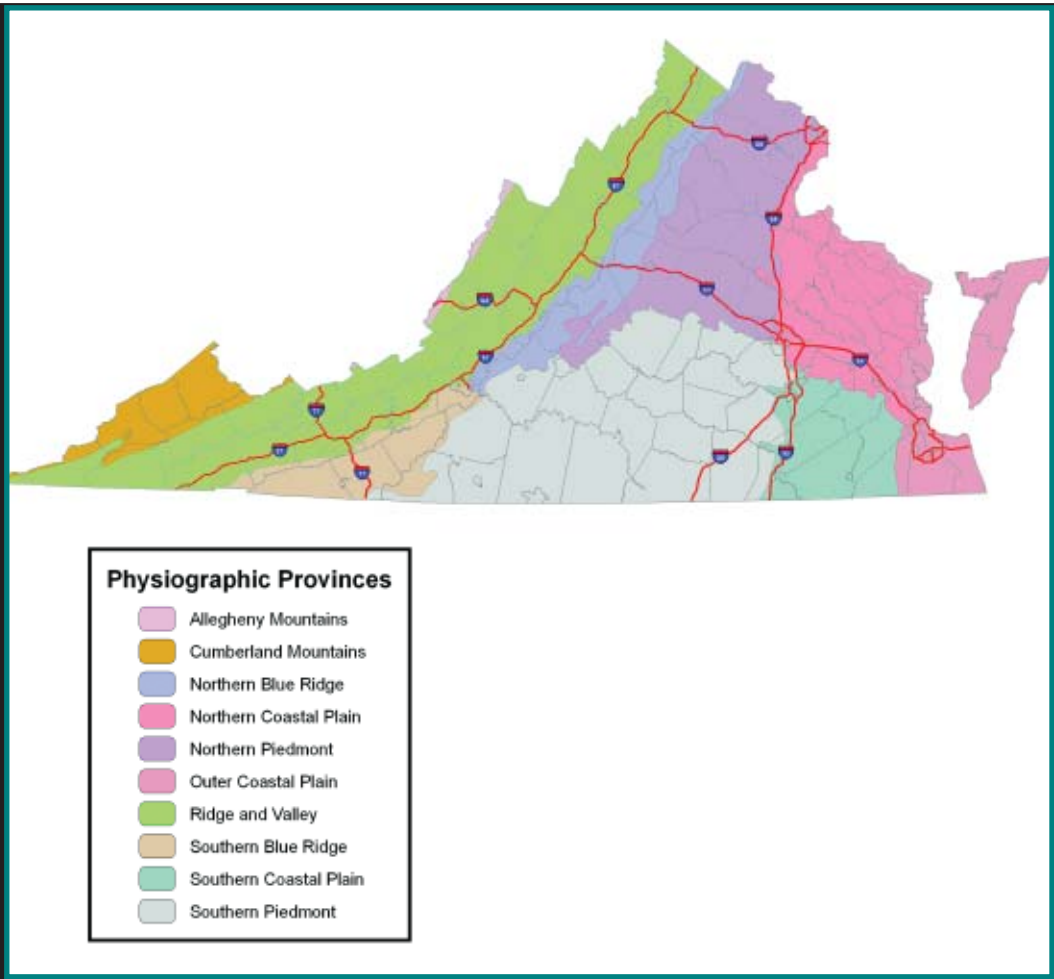 Physiographic Provinces
Allegheny Mountains
Cumberland Mountains
Northern Blue Ridge
Northern Coastal Plain
Northern Piedmont
Outer Coastal Plain
Ridge and Valley
Southern Blue Ridge
Southern Coastal Plain
Southern Piedmont